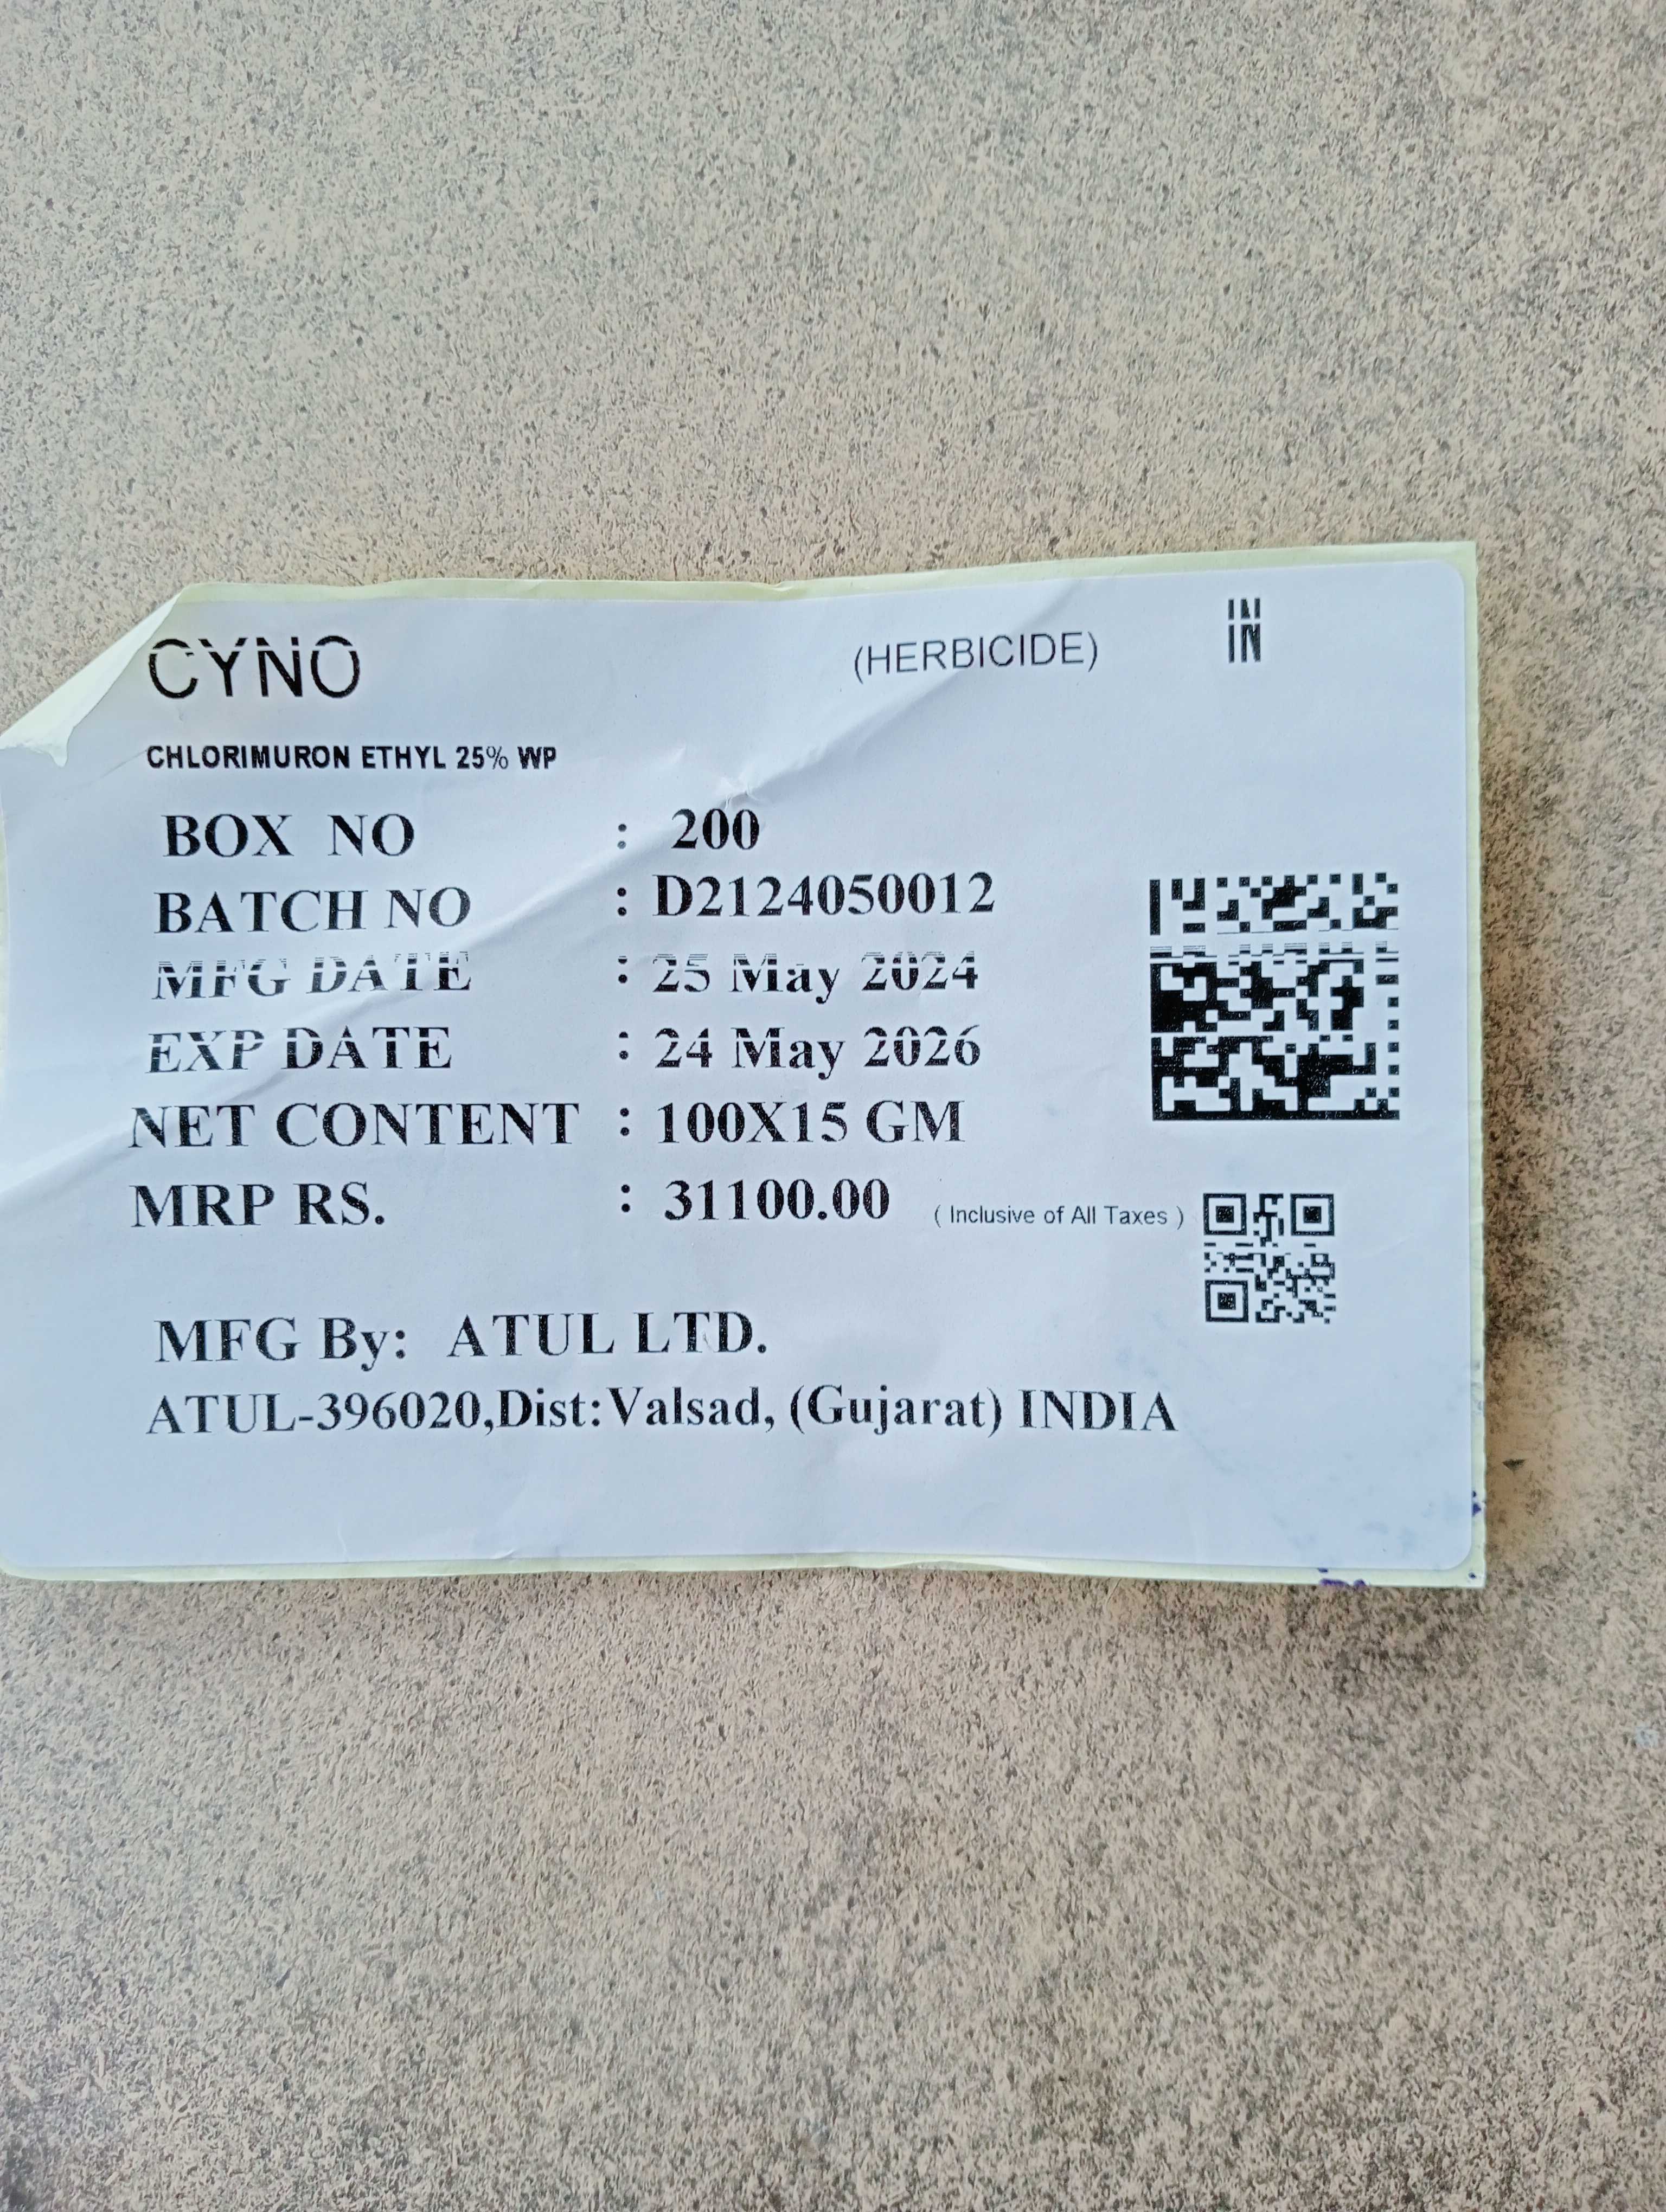 CYNO (HERBICIDE) IN
CHLORIMURON ETHYL 25% WP
BOX NO : 200
BATCH NO : D2124050012
MFG DATE : 25 May 2024
EXP DATE : 24 May 2026
NET CONTENT : 100X15 GM
MRP RS. : 31100.00 ( Inclusive of All Taxes )
MFG By: ATUL LTD.
ATUL-396020,Dist:Valsad, (Gujarat) INDIA